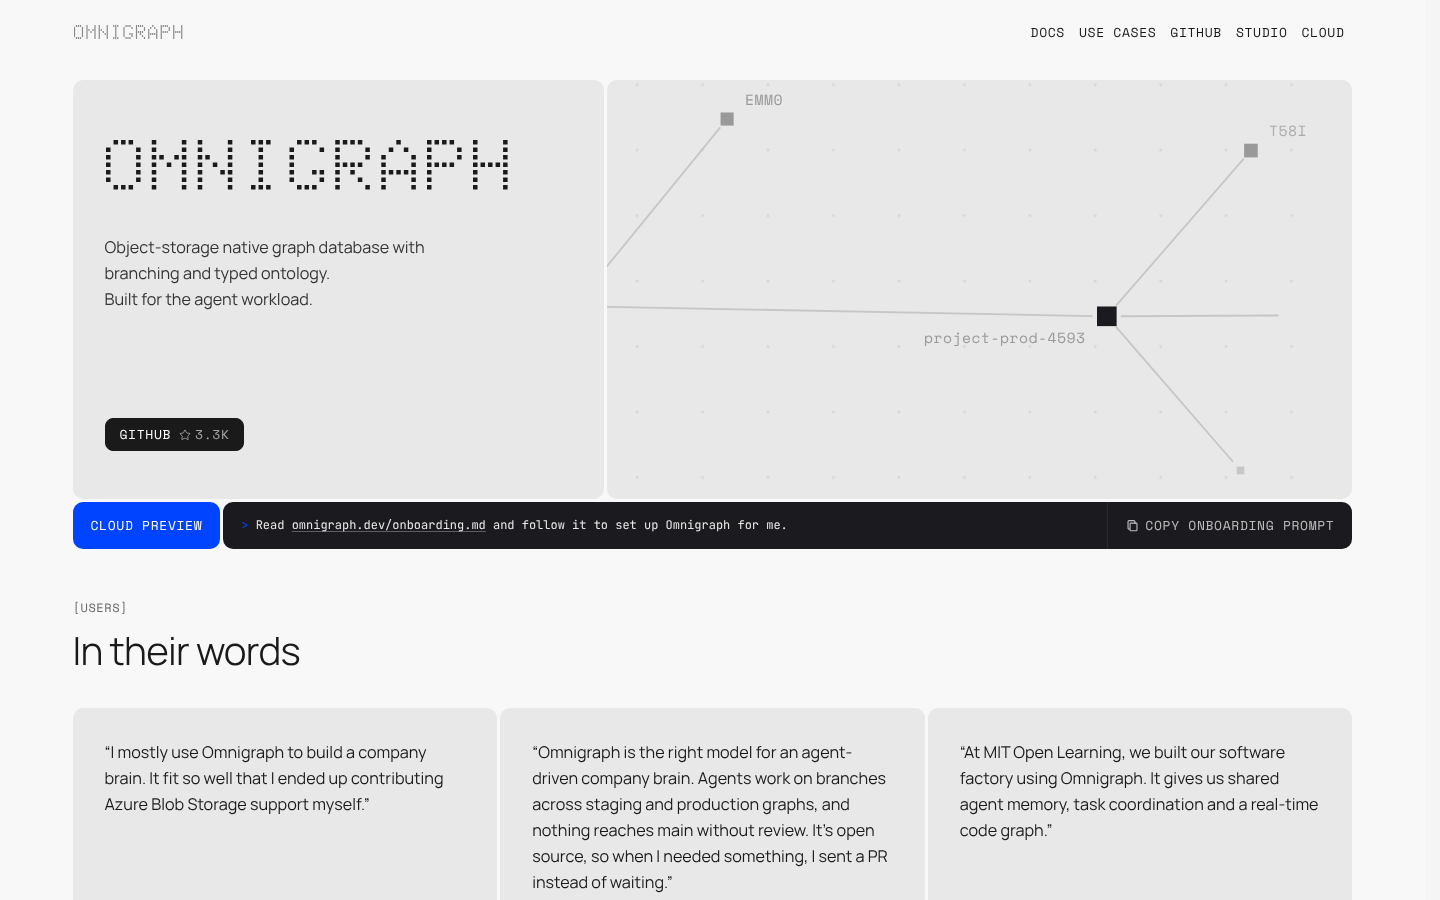 OMNIGRAPH
DOCS USE CASES GITHUB STUDIO CLOUD
OMNIGRAPH
Object-storage native graph database with
branching and typed ontology.
Built for the agent workload.
GITHUB 3.3K
EMM0
T58I
project-prod-4593
CLOUD PREVIEW
> Read omnigraph.dev/onboarding.md and follow it to set up Omnigraph for me.
COPY ONBOARDING PROMPT
[USERS]
In their words
“I mostly use Omnigraph to build a company
brain. It fit so well that I ended up contributing
Azure Blob Storage support myself.”
“Omnigraph is the right model for an agent-
driven company brain. Agents work on branches
across staging and production graphs, and
nothing reaches main without review. It’s open
source, so when I needed something, I sent a PR
instead of waiting.”
“At MIT Open Learning, we built our software
factory using Omnigraph. It gives us shared
agent memory, task coordination and a real-time
code graph.”